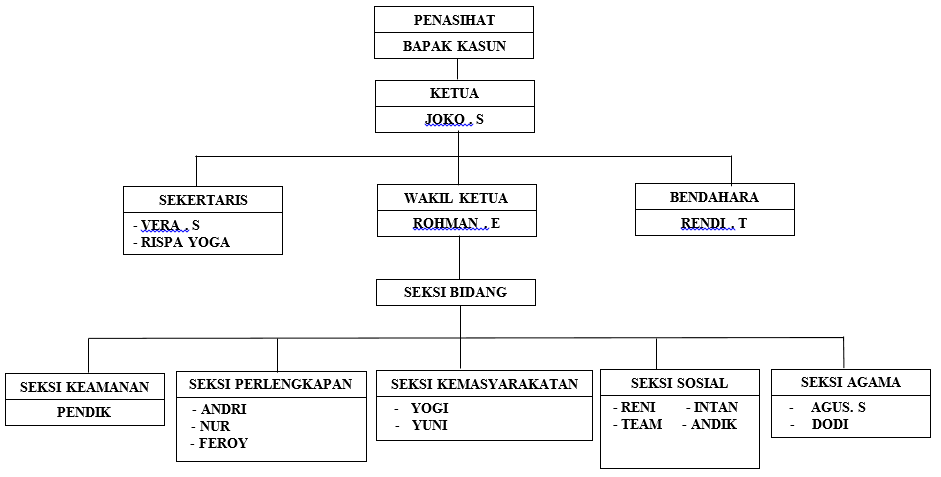 PENASIHAT
BAPAK KASUN
KETUA
JOKO . S
SEKERTARIS
- VERA . S
- RISPA YOGA
WAKIL KETUA
ROHMAN . E
BENDAHARA
RENDI . T
SEKSI BIDANG
SEKSI KEAMANAN
PENDIK
SEKSI PERLENGKAPAN
- ANDRI
- NUR
- FEROY
SEKSI KEMASYARAKATAN
- YOGI
- YUNI
SEKSI SOSIAL
- RENI - INTAN
- TEAM - ANDIK
SEKSI AGAMA
- AGUS. S
- DODI